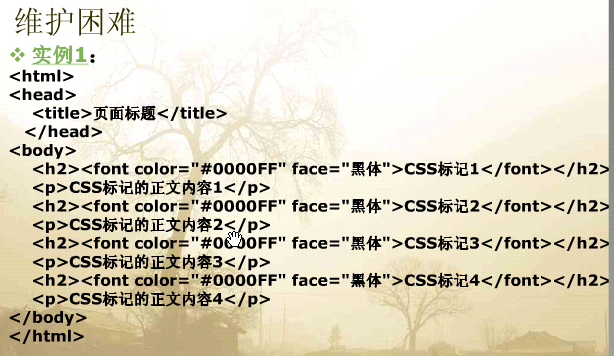 维护困难
❖ 实例1：
<html>
<head>
<title>页面标题</title>
</head>
<body>
<h2><font color="#0000FF" face="黑体">CSS标记1</font></h2>
<p>CSS标记的正文内容1</p>
<h2><font color="#0000FF" face="黑体">CSS标记2</font></h2>
<p>CSS标记的正文内容2</p>
<h2><font color="#0000FF" face="黑体">CSS标记3</font></h2>
<p>CSS标记的正文内容3</p>
<h2><font color="#0000FF" face="黑体">CSS标记4</font></h2>
<p>CSS标记的正文内容4</p>
</body>
</html>